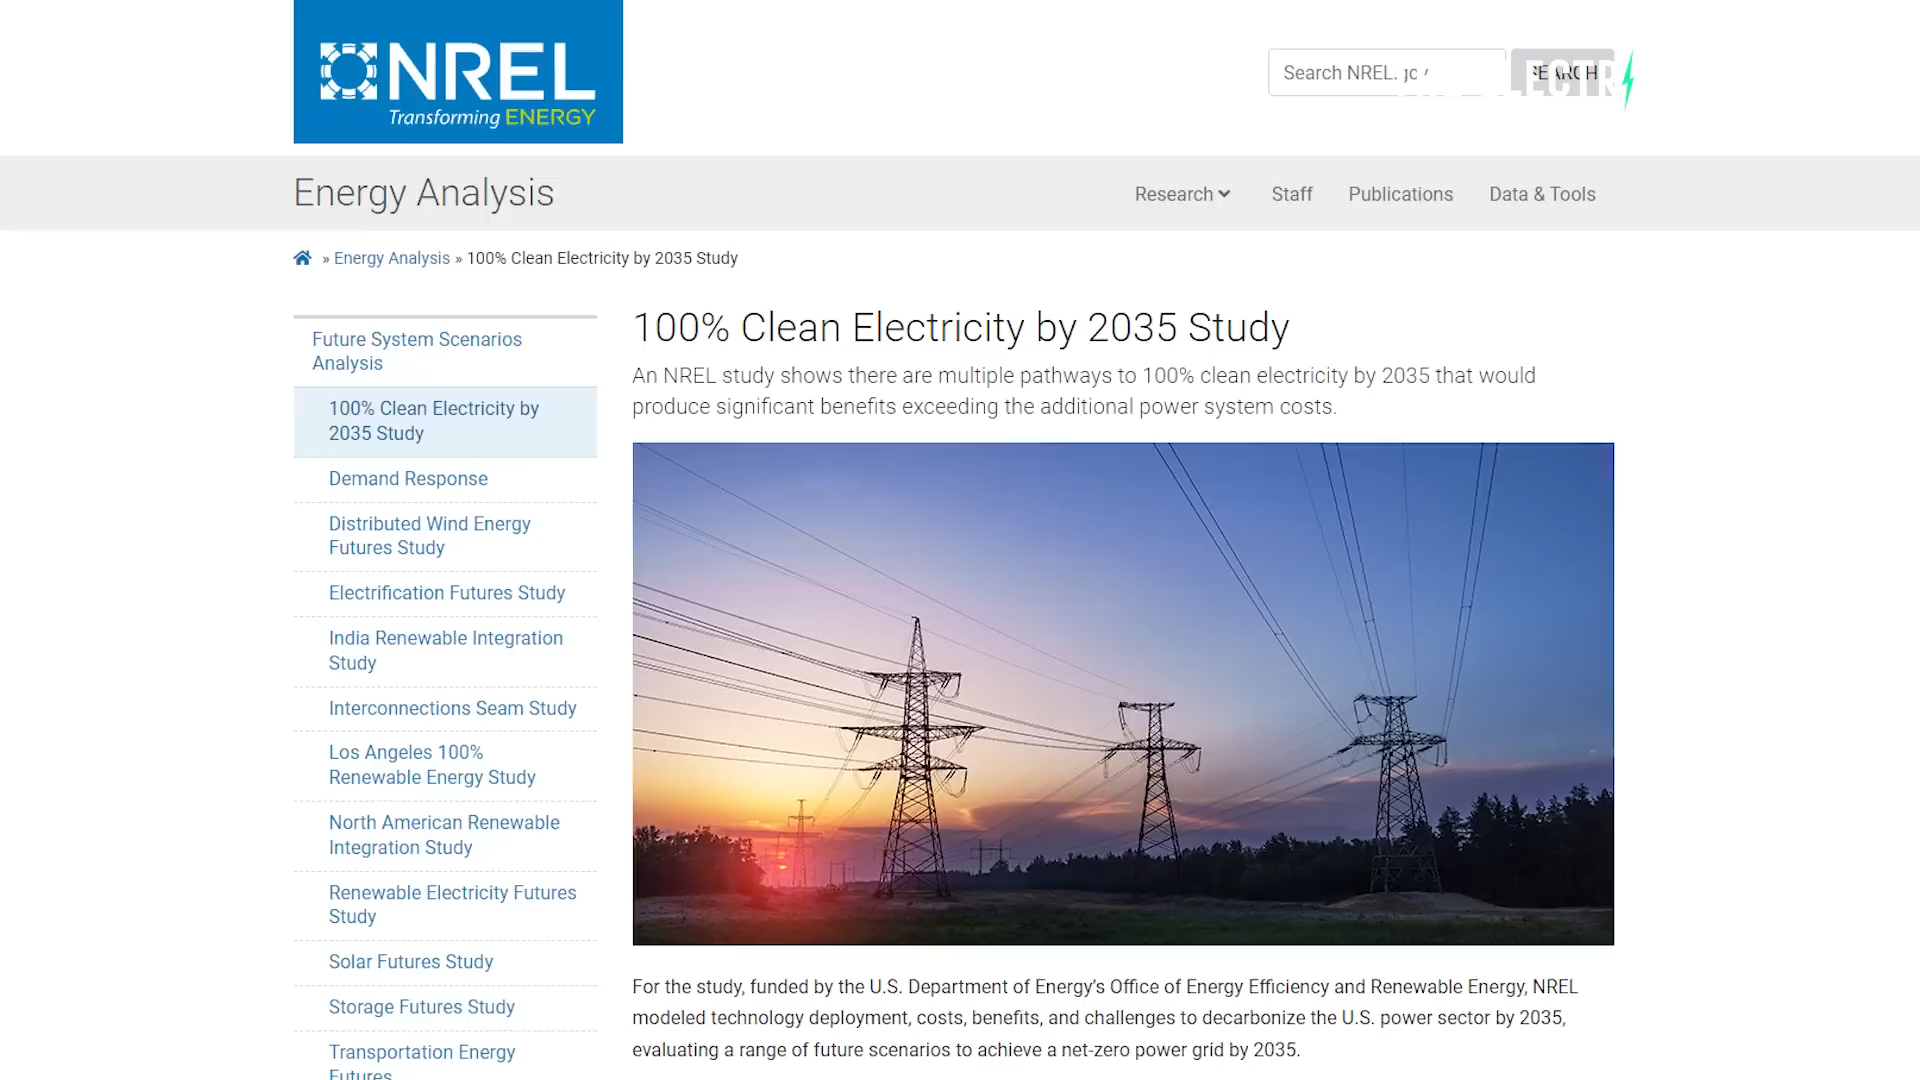 NREL
Transforming ENERGY
Search NREL.
SEARCH
Energy Analysis
Research
Staff
Publications
Data & Tools
» Energy Analysis » 100% Clean Electricity by 2035 Study
Future System Scenarios
Analysis
100% Clean Electricity by
2035 Study
Demand Response
Distributed Wind Energy
Futures Study
Electrification Futures Study
India Renewable Integration
Study
Interconnections Seam Study
Los Angeles 100%
Renewable Energy Study
North American Renewable
Integration Study
Renewable Electricity Futures
Study
Solar Futures Study
Storage Futures Study
Transportation Energy
Futures
100% Clean Electricity by 2035 Study
An NREL study shows there are multiple pathways to 100% clean electricity by 2035 that would
produce significant benefits exceeding the additional power system costs.
For the study, funded by the U.S. Department of Energy’s Office of Energy Efficiency and Renewable Energy, NREL
modeled technology deployment, costs, benefits, and challenges to decarbonize the U.S. power sector by 2035,
evaluating a range of future scenarios to achieve a net-zero power grid by 2035.